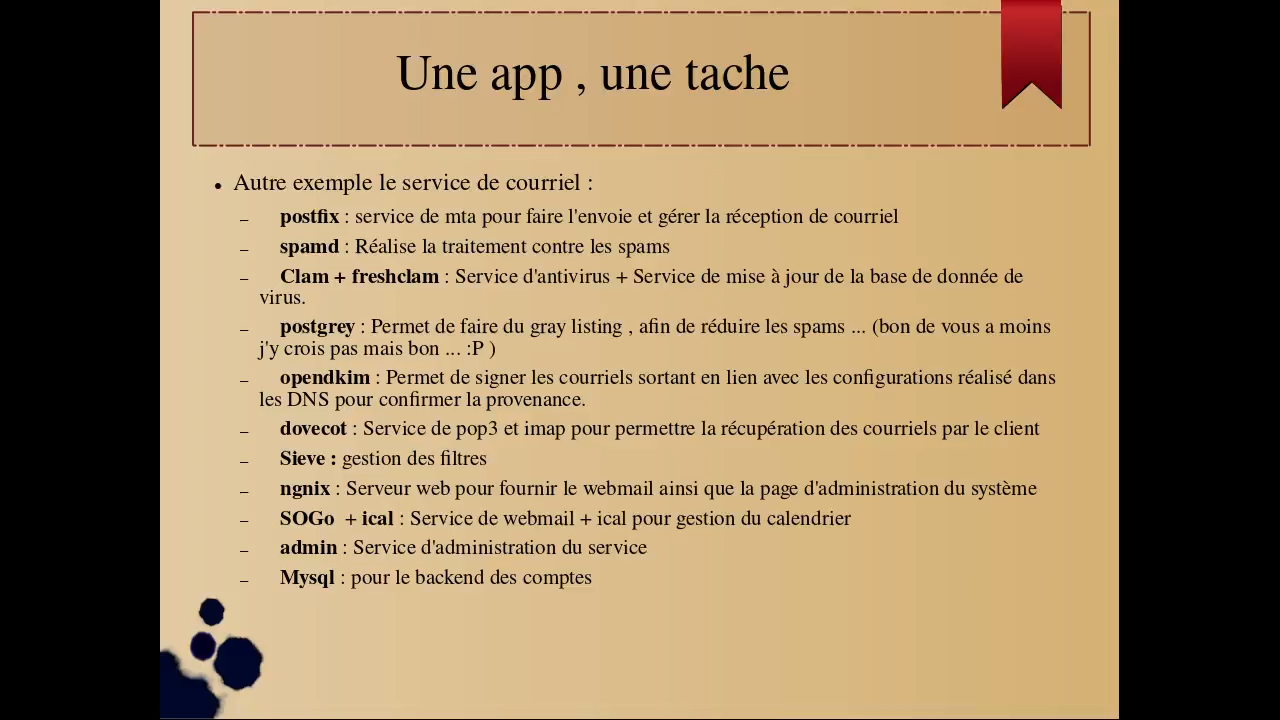 Une app , une tache
• Autre exemple le service de courriel :
– postfix : service de mta pour faire l'envoie et gérer la réception de courriel
– spamd : Réalise la traitement contre les spams
– Clam + freshclam : Service d'antivirus + Service de mise à jour de la base de donnée de
virus.
– postgrey : Permet de faire du gray listing , afin de réduire les spams ... (bon de vous a moins
j'y crois pas mais bon ... :P )
– opendkim : Permet de signer les courriels sortant en lien avec les configurations réalisé dans
les DNS pour confirmer la provenance.
– dovecot : Service de pop3 et imap pour permettre la récupération des courriels par le client
– Sieve : gestion des filtres
– ngnix : Serveur web pour fournir le webmail ainsi que la page d'administration du système
– SOGo + ical : Service de webmail + ical pour gestion du calendrier
– admin : Service d'administration du service
– Mysql : pour le backend des comptes